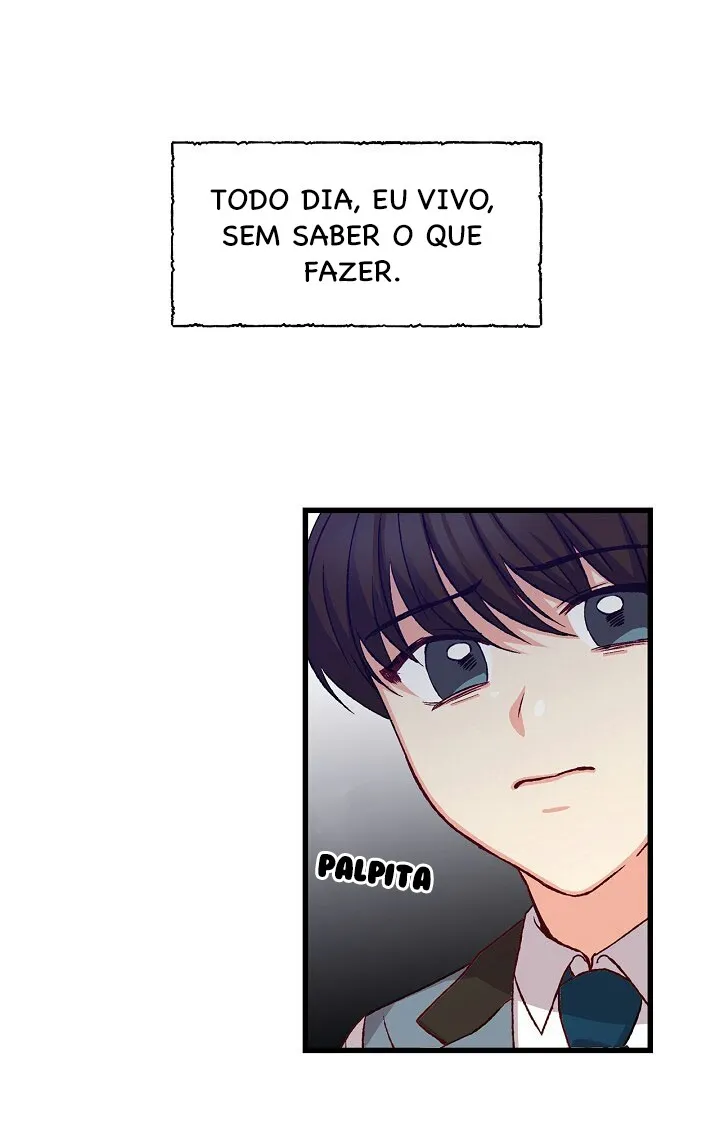 TODO DIA, EU VIVO,
SEM SABER O QUE
FAZER.
PALPITA